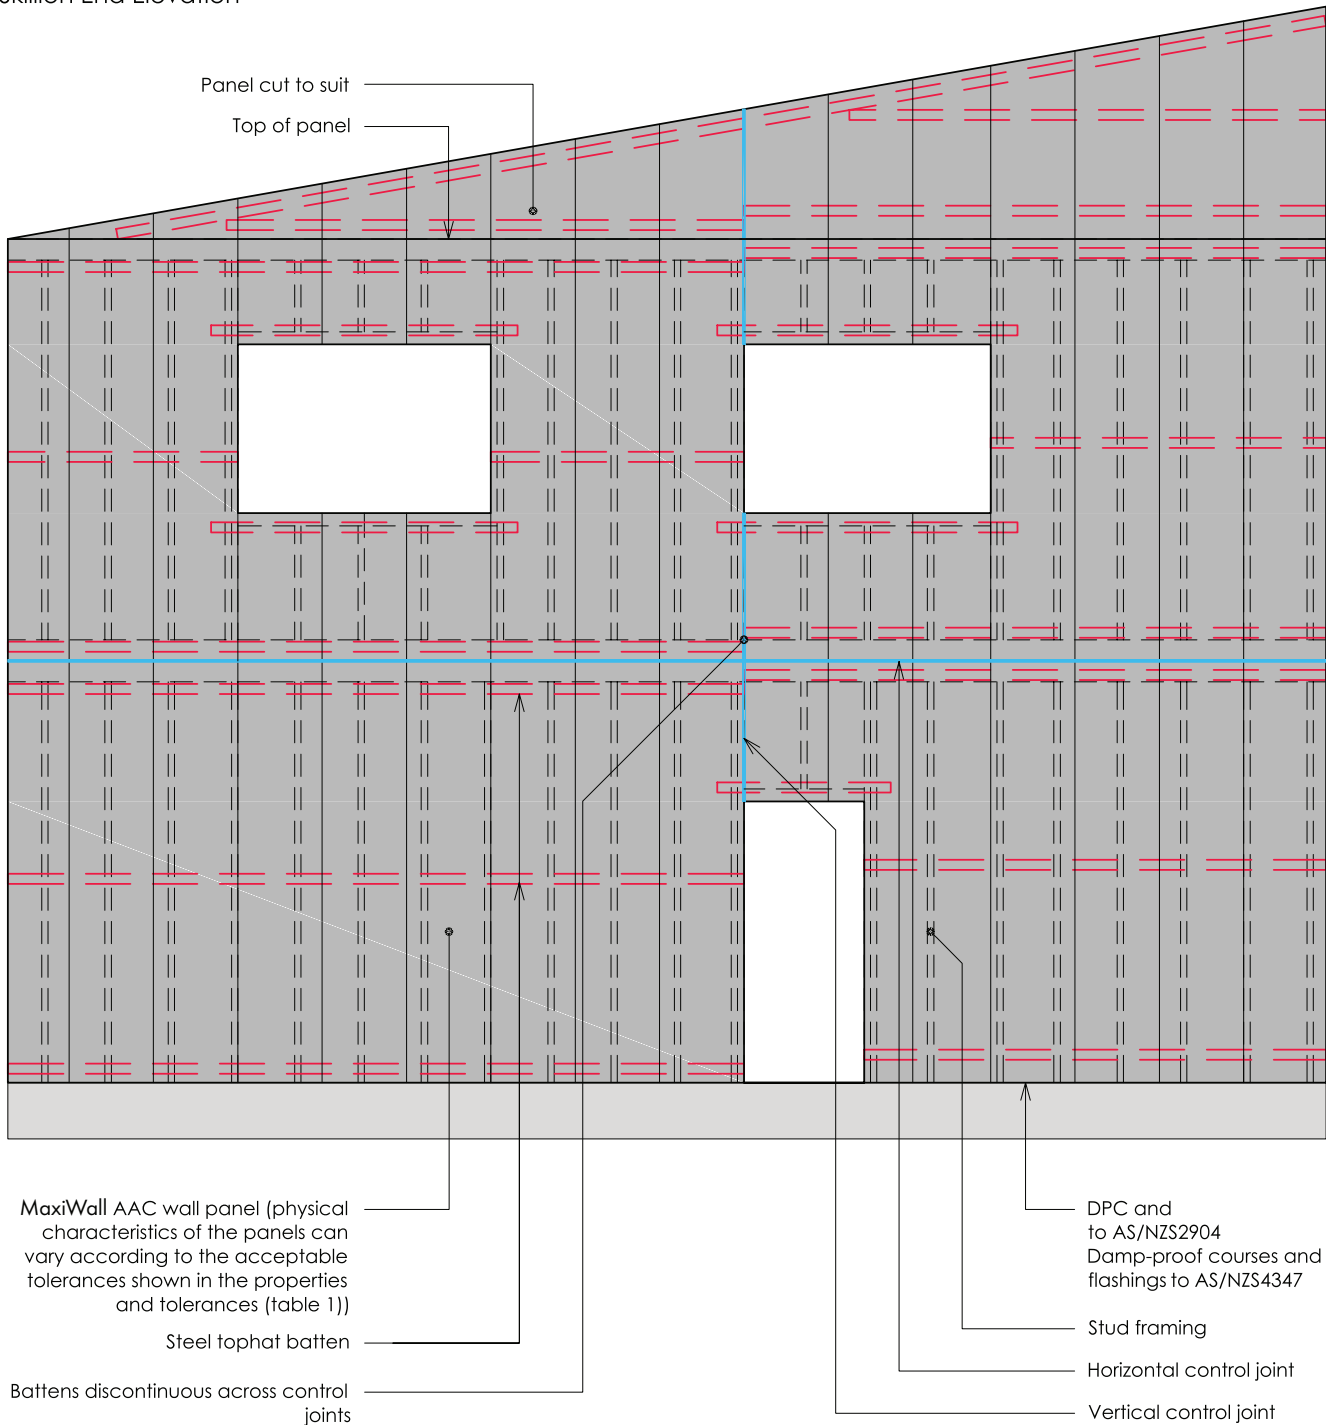 Skillion End Elevation
Panel cut to suit
Top of panel
MaxiWall AAC wall panel (physical
characteristics of the panels can
vary according to the acceptable
tolerances shown in the properties
and tolerances (table 1))
Steel tophat batten
Battens discontinuous across control
joints
DPC and
to AS/NZS2904
Damp-proof courses and
flashings to AS/NZS4347
Stud framing
Horizontal control joint
Vertical control joint